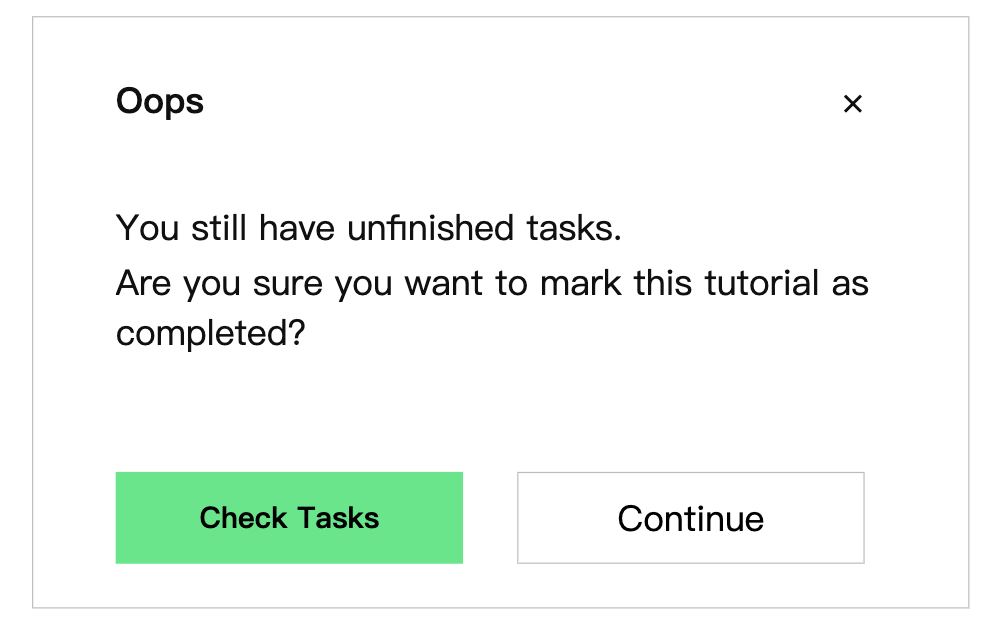 Oops
×
You still have unfinished tasks.
Are you sure you want to mark this tutorial as
completed?
Check Tasks
Continue